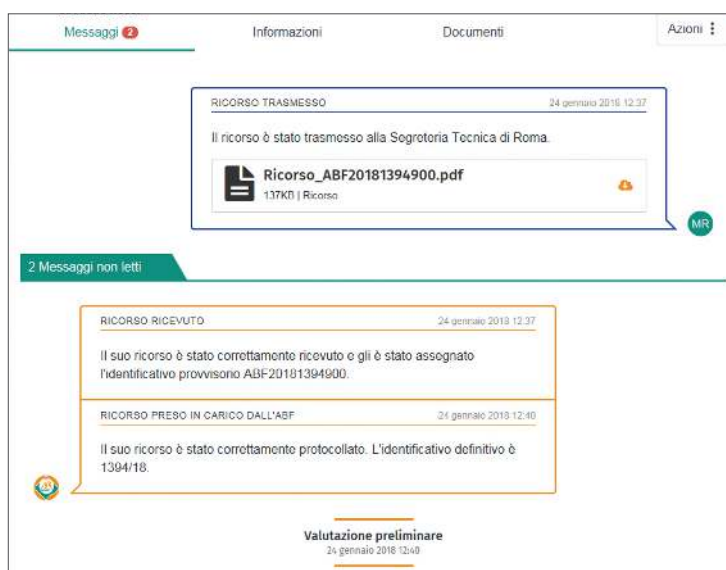 Messaggi 2 Informazioni Documenti Azioni
RICORSO TRASMESSO 24 gennaio 2018 12:37
Il ricorso è stato trasmesso alla Segreteria Tecnica di Roma.
Ricorso_ABF20181394900.pdf
137KB | Ricorso
MR
2 Messaggi non letti
RICORSO RICEVUTO 24 gennaio 2018 12:37
Il suo ricorso è stato correttamente ricevuto e gli è stato assegnato
l'identificativo provvisorio ABF20181394900.
RICORSO PRESO IN CARICO DALL'ABF 24 gennaio 2018 12:40
Il suo ricorso è stato correttamente protocollato. L'identificativo definitivo è
1394/18.
Valutazione preliminare
24 gennaio 2018 12:40